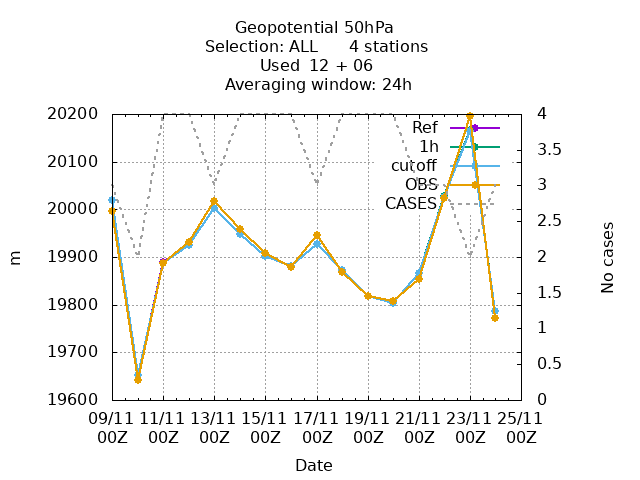 Geopotential 50hPa
Selection: ALL      4 stations
Used  12 + 06
Averaging window: 24h
20200
20100
20000
19900
19800
19700
19600
4
3.5
3
2.5
2
1.5
1
0.5
0
Ref
1h
cutoff
OBS
CASES
m
No cases
09/11 11/11 13/11 15/11 17/11 19/11 21/11 23/11 25/11
00Z 00Z 00Z 00Z 00Z 00Z 00Z 00Z 00Z
Date